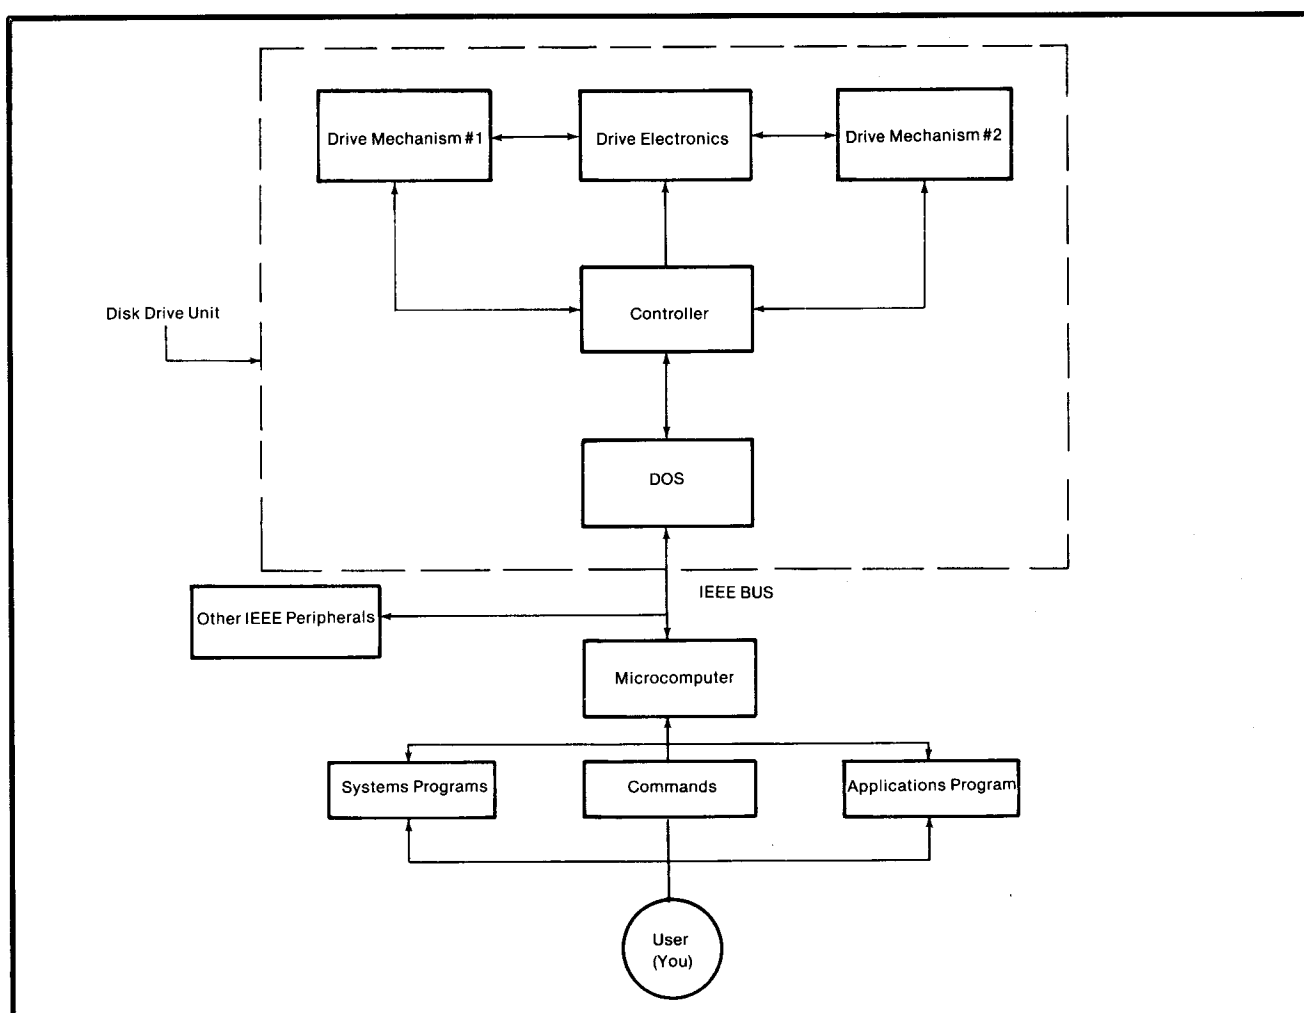 Drive Mechanism #1
Drive Electronics
Drive Mechanism #2
Controller
Disk Drive Unit
DOS
IEEE BUS
Other IEEE Peripherals
Microcomputer
Systems Programs
Commands
Applications Program
User
(You)